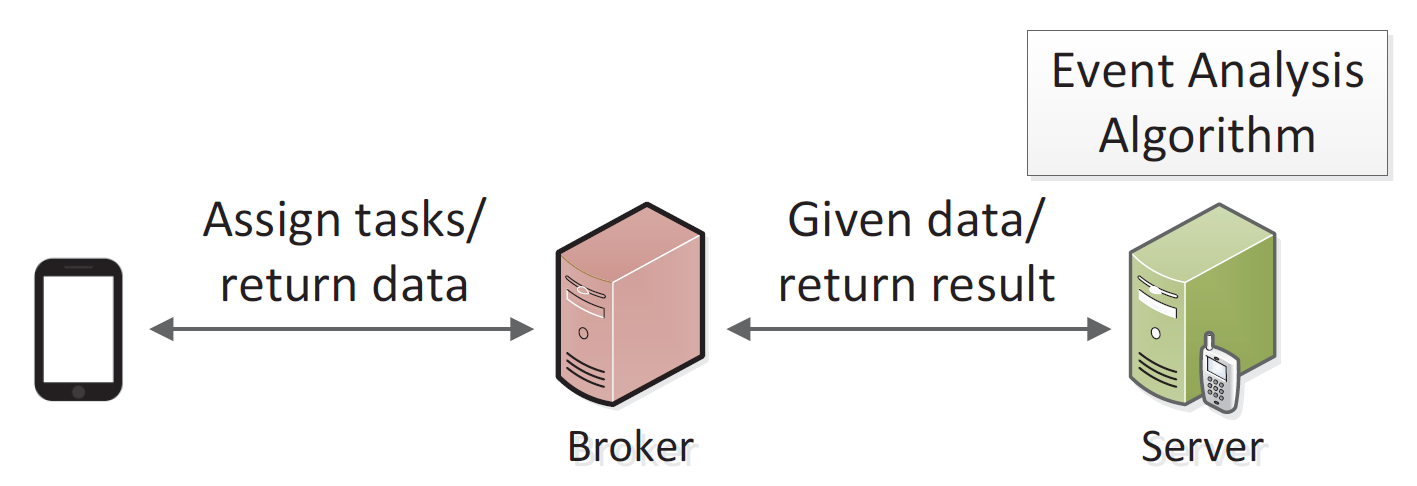 Event Analysis
Algorithm
Assign tasks/
return data
Given data/
return result
Broker
Server